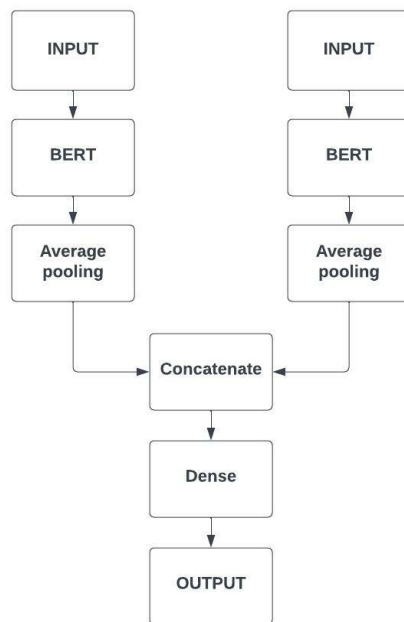 INPUT
INPUT
BERT
BERT
Average
pooling
Average
pooling
Concatenate
Dense
OUTPUT